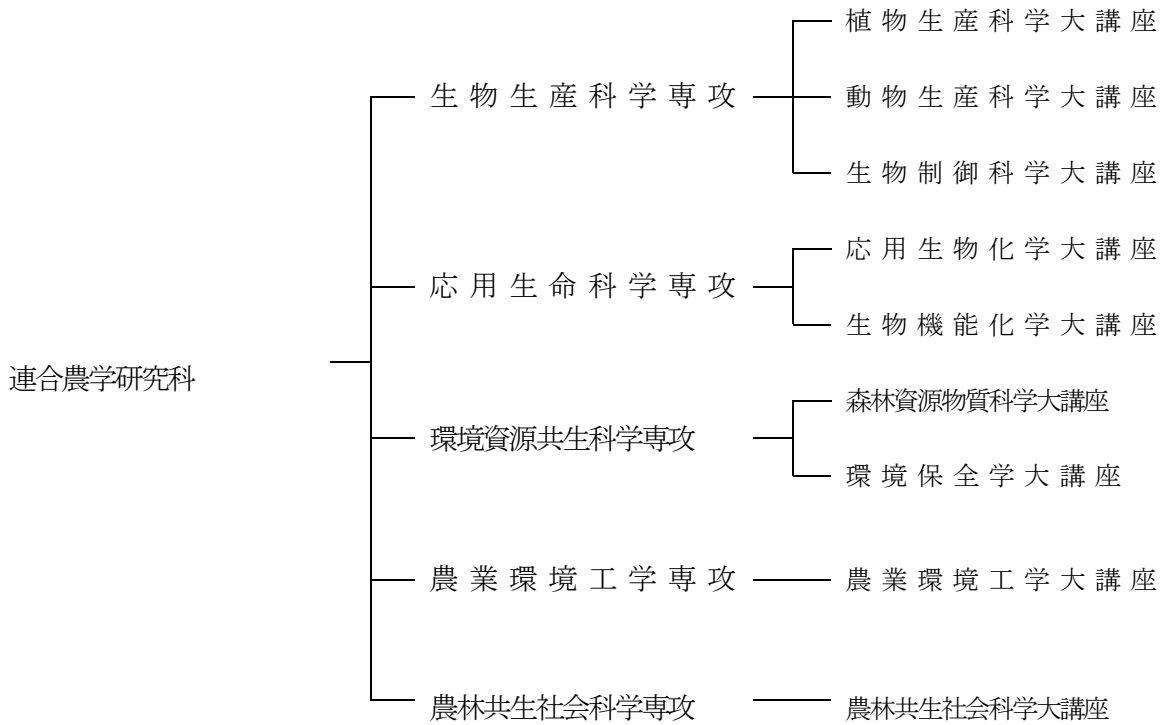 連合農学研究科
生物生産科学専攻
植物生産科学大講座
動物生産科学大講座
生物制御科学大講座
応用生命科学専攻
応用生物化学大講座
生物機能化学大講座
環境資源共生科学専攻
森林資源物質科学大講座
環境保全学大講座
農業環境工学専攻
農業環境工学大講座
農林共生社会科学専攻
農林共生社会科学大講座